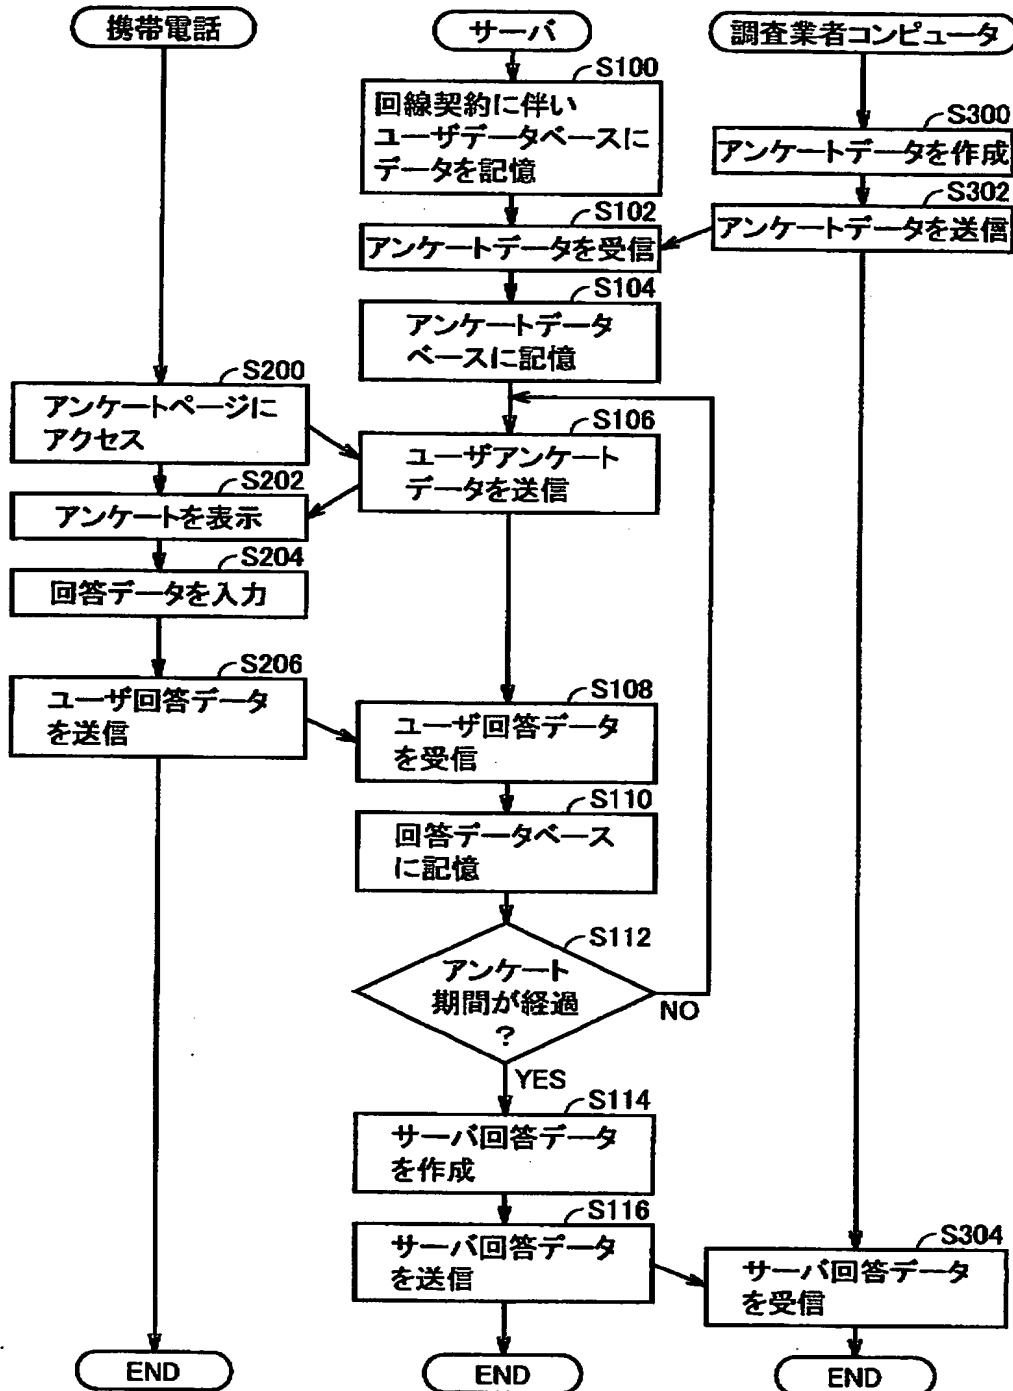 携帯電話
サーバ
調査業者コンピュータ
S100
回線契約に伴い
ユーザデータベースに
データを記憶
S300
アンケートデータを作成
S302
アンケートデータを送信
S102
アンケートデータを受信
S104
アンケートデータ
ベースに記憶
S200
アンケートページに
アクセス
S106
ユーザアンケート
データを送信
S202
アンケートを表示
S204
回答データを入力
S206
ユーザ回答データ
を送信
S108
ユーザ回答データ
を受信
S110
回答データベース
に記憶
S112
アンケート
期間が経過
?
NO
YES
S114
サーバ回答データ
を作成
S116
サーバ回答データ
を送信
S304
サーバ回答データ
を受信
END
END
END